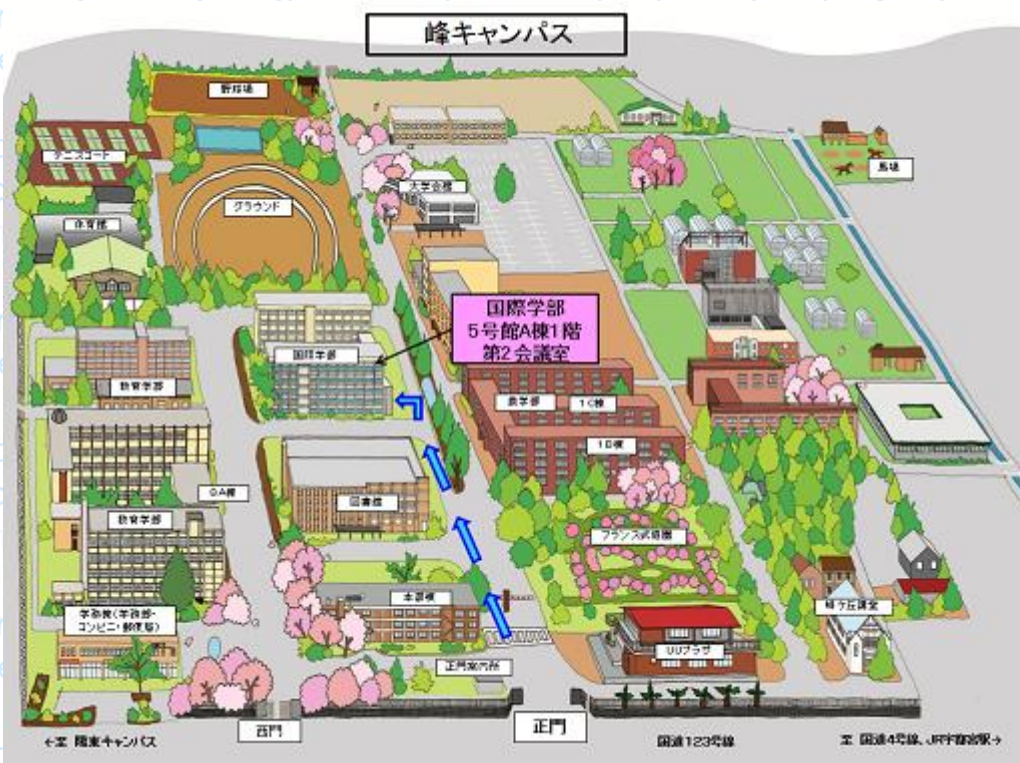 峰キャンパス
野球場
テニスコート
大学会館
馬場
体育館
グラウンド
国際学部
5号館A棟1階
第2会議室
国際学部
教育学部
農学部
1C棟
1B棟
図書館
教育学部
フランス式庭園
本部棟
峰ヶ丘講堂
学務棟(学務部・
コンビニ・郵便局)
UUプラザ
正門案内所
西門
正門
←至 陽東キャンパス
国道123号線
至 国道4号線、JR宇都宮駅→